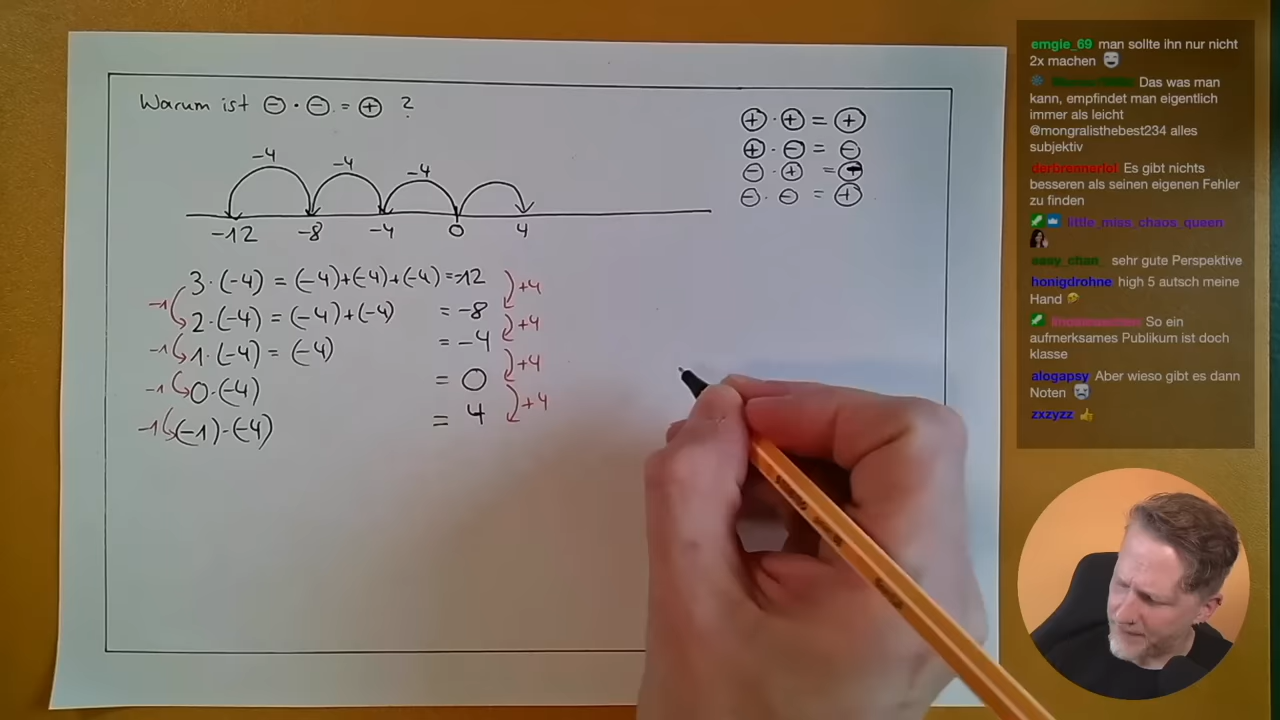 Warum ist ⊖ · ⊖ = ⊕ ?
⊕ · ⊕ = ⊕
⊕ · ⊖ = ⊖
⊖ · ⊕ =
⊖ · ⊖ = ⊕
-4 -4 -4
-12 -8 -4 0 4
3·(-4) = (-4)+(-4)+(-4) = -12
+4
-1
2·(-4) = (-4)+(-4) = -8
+4
-1
1·(-4) = (-4) = -4
+4
-1
0·(-4) = 0
+4
-1
(-1)·(-4) = 4
STABILO
emgie_69 man sollte ihn nur nicht
2x machen
Das was man
kann, empfindet man eigentlich
immer als leicht
@mongralisthebest234 alles
subjektiv
derbrennerlol Es gibt nichts
besseren als seinen eigenen Fehler
zu finden
little_miss_chaos_queen
easy_chan_ sehr gute Perspektive
honigdrohne high 5 autsch meine
Hand
So ein
aufmerksames Publikum ist doch
klasse
alogapsy Aber wieso gibt es dann
Noten
zxzyzz